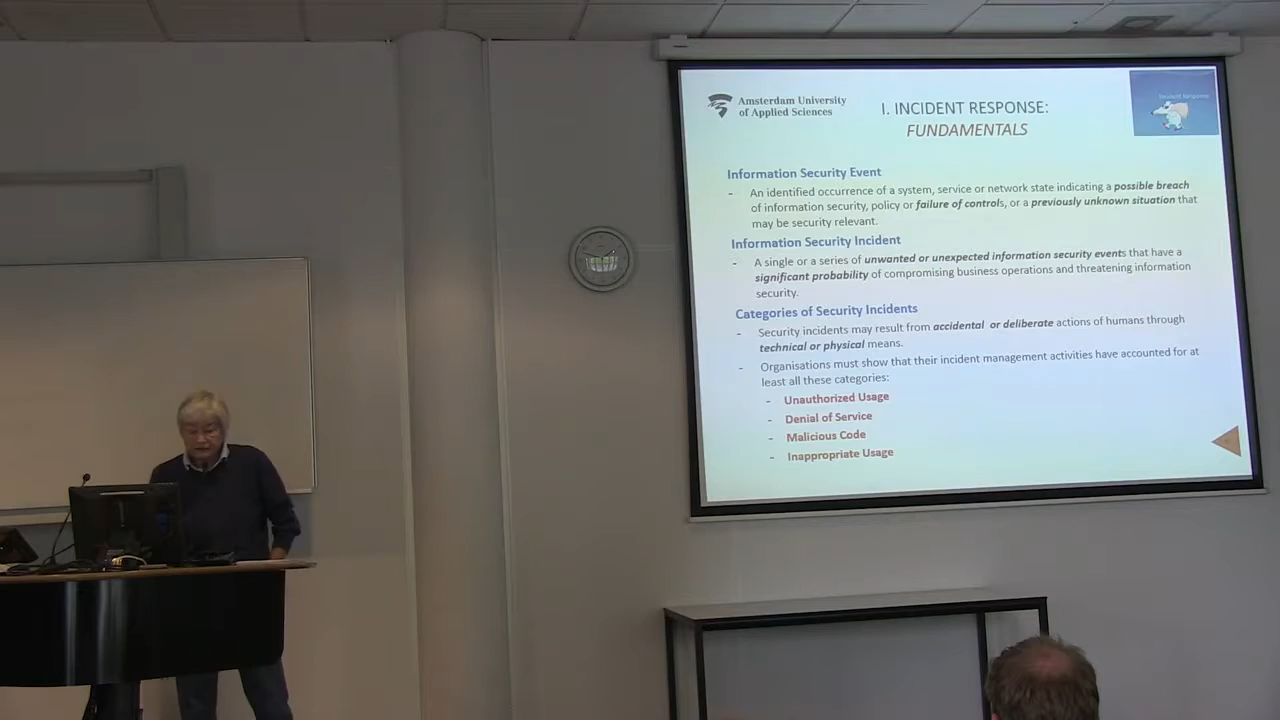 Amsterdam University
of Applied Sciences
I. INCIDENT RESPONSE:
FUNDAMENTALS
Incident Response
Information Security Event
- An identified occurrence of a system, service or network state indicating a possible breach
of information security, policy or failure of controls, or a previously unknown situation that
may be security relevant.
Information Security Incident
- A single or a series of unwanted or unexpected information security events that have a
significant probability of compromising business operations and threatening information
security.
Categories of Security Incidents
- Security incidents may result from accidental or deliberate actions of humans through
technical or physical means.
- Organisations must show that their incident management activities have accounted for at
least all these categories:
- Unauthorized Usage
- Denial of Service
- Malicious Code
- Inappropriate Usage